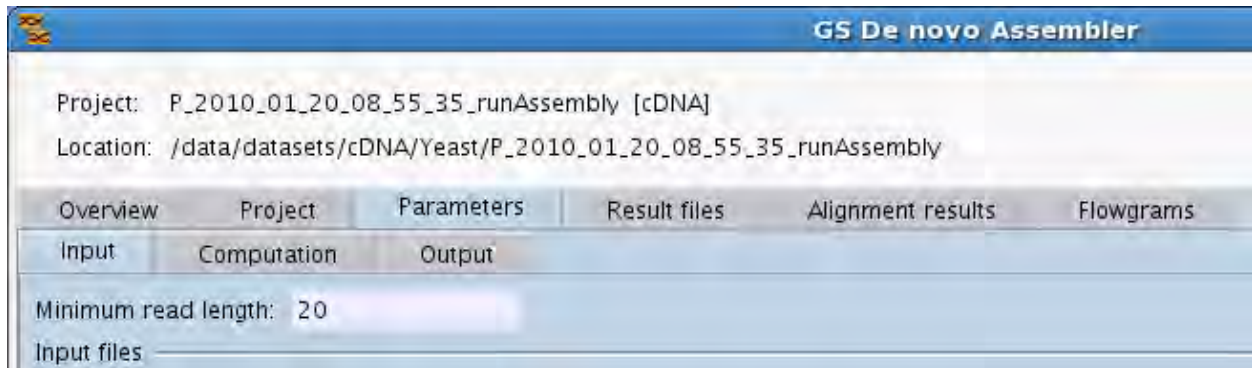 GS De novo Assembler
Project: P_2010_01_20_08_55_35_runAssembly [cDNA]
Location: /data/datasets/cDNA/Yeast/P_2010_01_20_08_55_35_runAssembly
Overview Project Parameters Result files Alignment results Flowgrams
Input Computation Output
Minimum read length: 20
Input files